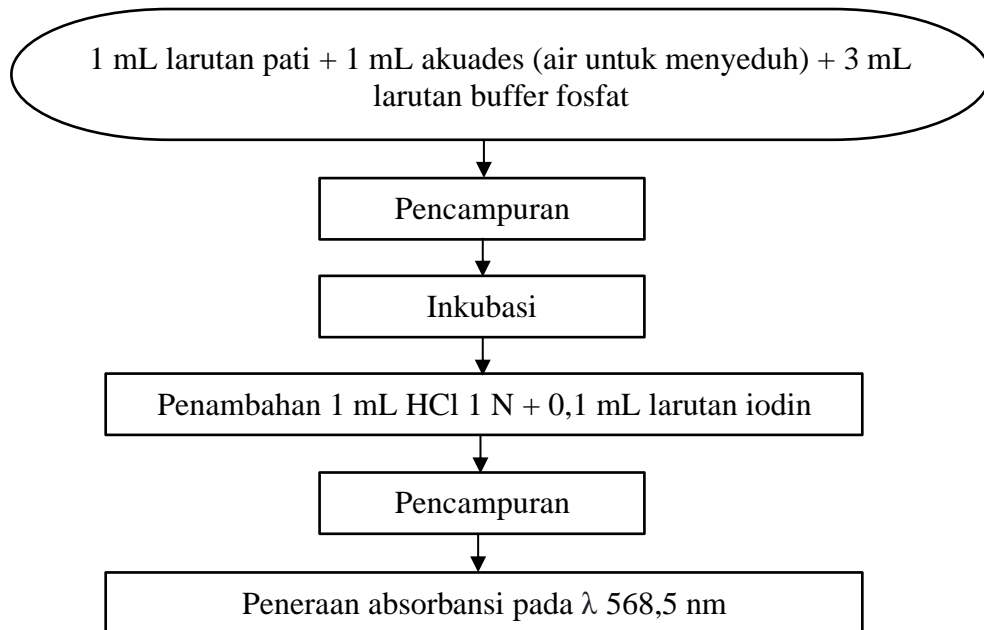 1 mL larutan pati + 1 mL akuades (air untuk menyeduh) + 3 mL
larutan buffer fosfat
Pencampuran
Inkubasi
Penambahan 1 mL HCl 1 N + 0,1 mL larutan iodin
Pencampuran
Peneraan absorbansi pada λ 568,5 nm